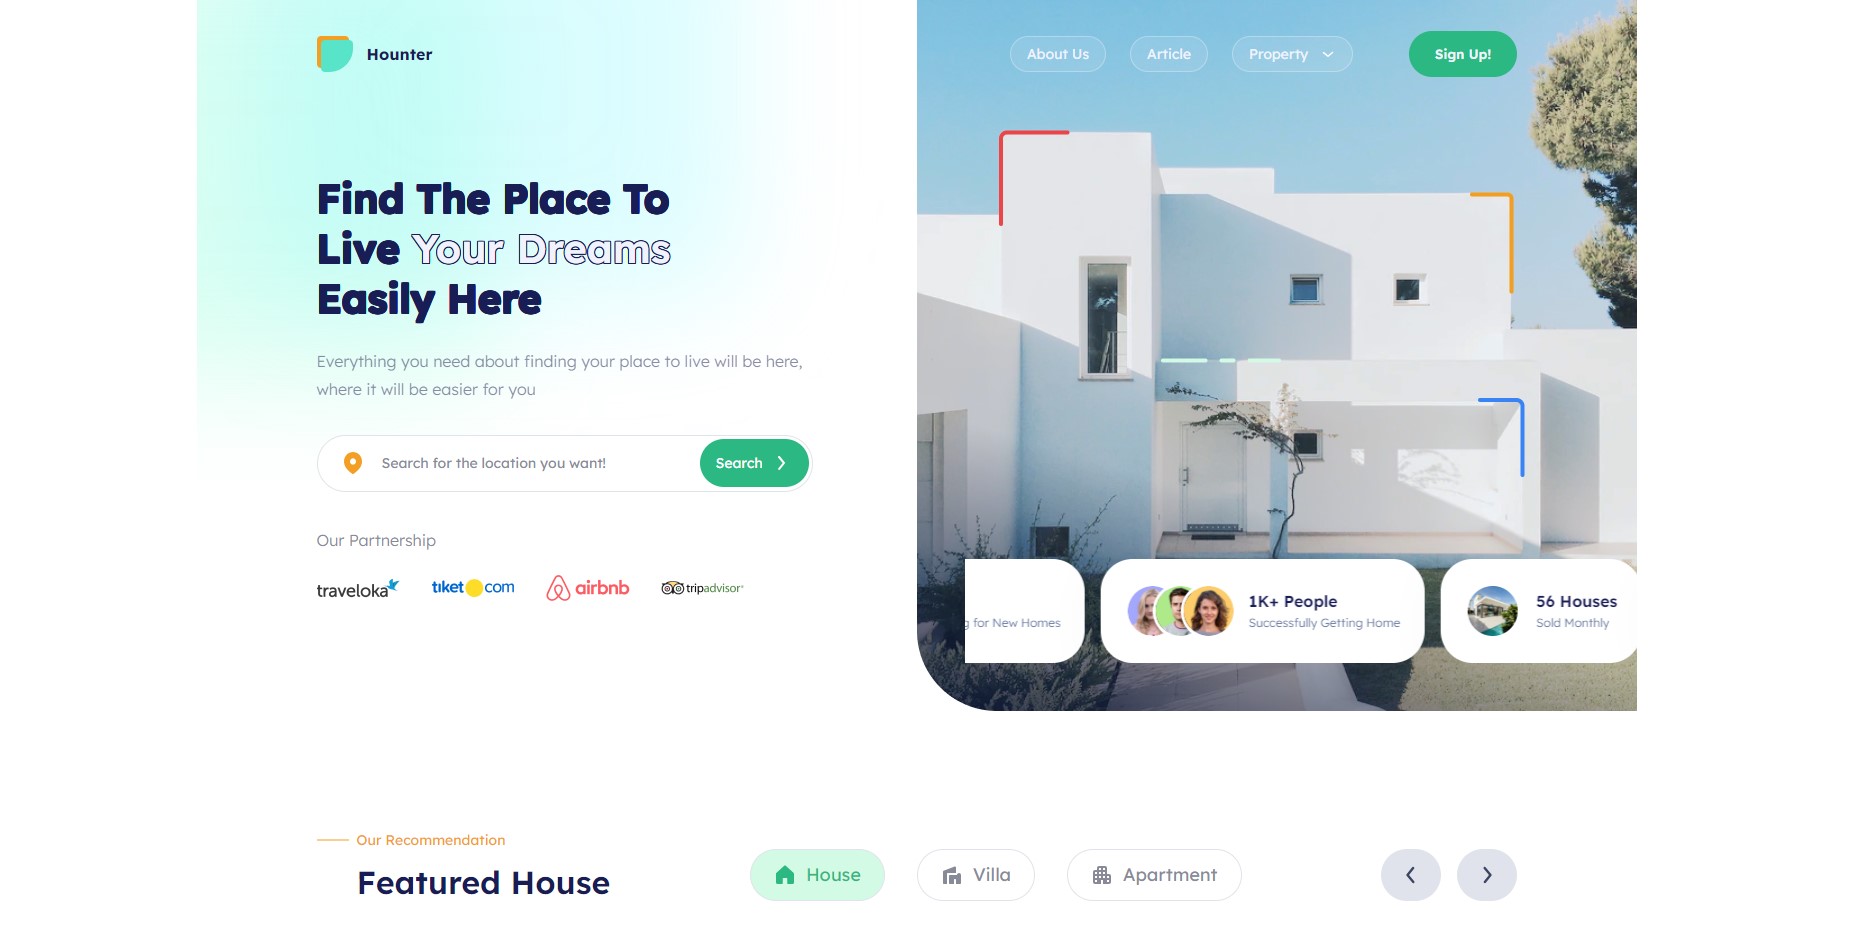 Hounter
About Us
Article
Property
Sign Up!
Find The Place To
Live Your Dreams
Easily Here
Everything you need about finding your place to live will be here,
where it will be easier for you
Search for the location you want!
Search
Our Partnership
traveloka
tiket com
airbnb
tripadvisor
for New Homes
1K+ People
Successfully Getting Home
56 Houses
Sold Monthly
Our Recommendation
Featured House
House
Villa
Apartment